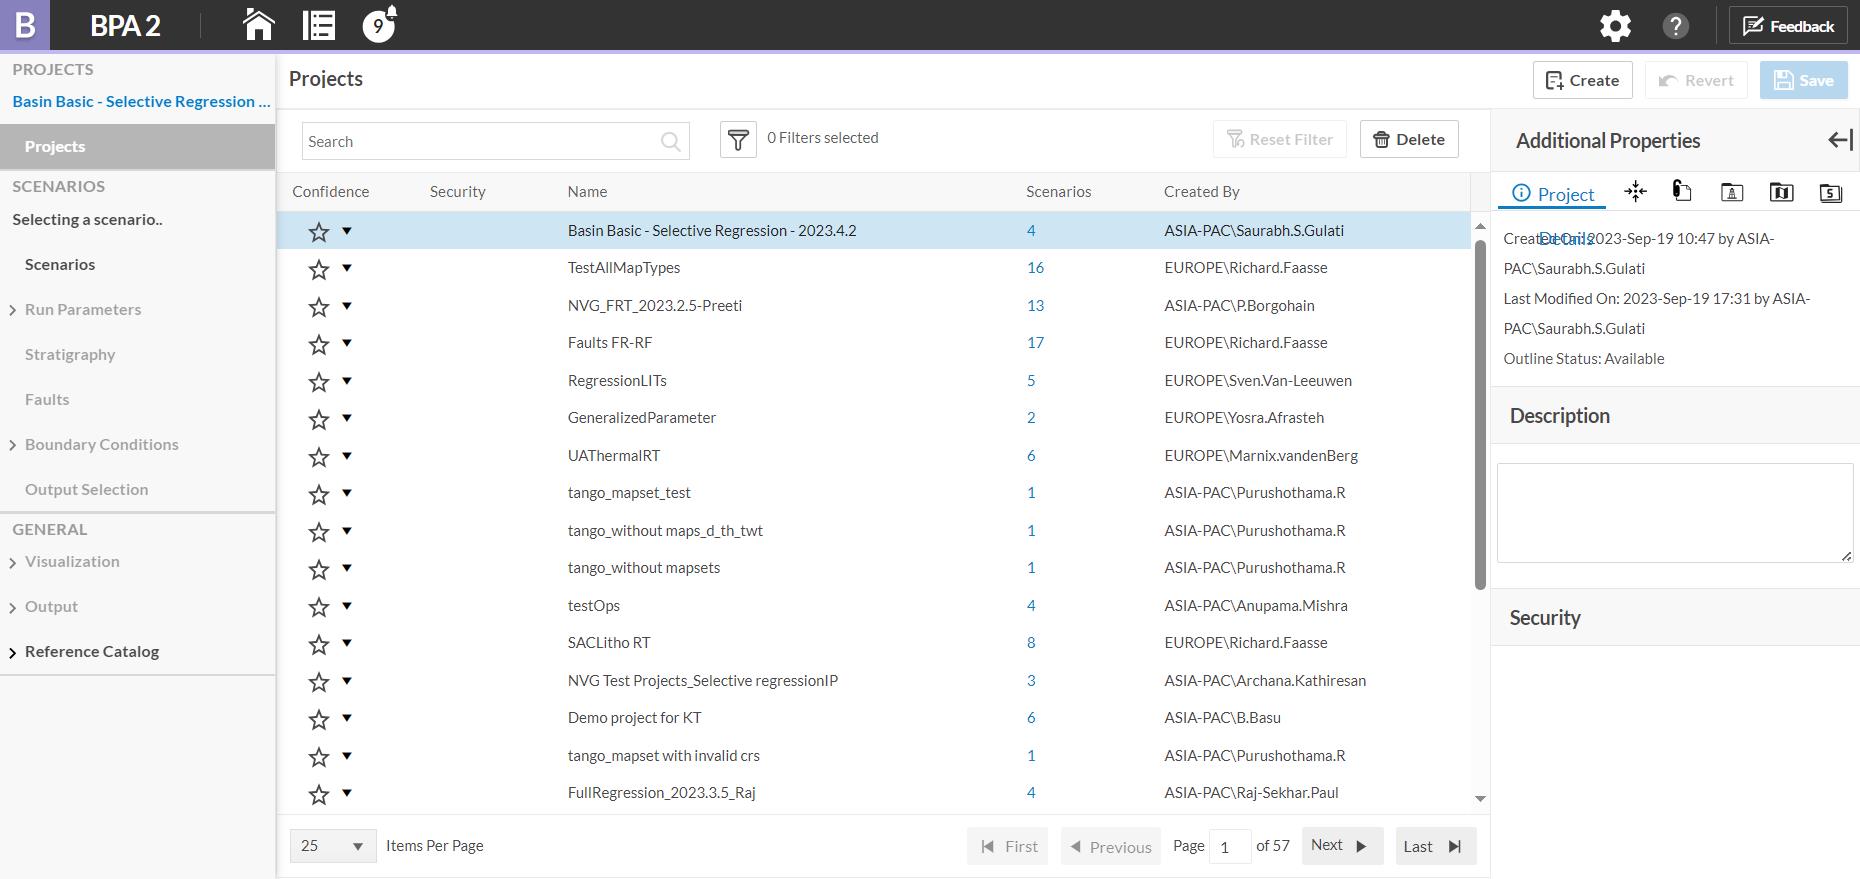 B BPA 2 9 ? Feedback
PROJECTS
Basin Basic - Selective Regression ...
Projects
SCENARIOS
Selecting a scenario..
Scenarios
Run Parameters
Stratigraphy
Faults
Boundary Conditions
Output Selection
GENERAL
Visualization
Output
Reference Catalog
Projects
Create Revert Save
Search 0 Filters selected Reset Filter Delete
Confidence Security Name Scenarios Created By
Basin Basic - Selective Regression - 2023.4.2 4 ASIA-PAC\Saurabh.S.Gulati
TestAllMapTypes 16 EUROPE\Richard.Faasse
NVG_FRT_2023.2.5-Preeti 13 ASIA-PAC\P.Borgohain
Faults FR-RF 17 EUROPE\Richard.Faasse
RegressionLITs 5 EUROPE\Sven.Van-Leeuwen
GeneralizedParameter 2 EUROPE\Yosra.Afrasteh
UAThermalRT 6 EUROPE\Marnix.vandenBerg
tango_mapset_test 1 ASIA-PAC\Purushothama.R
tango_without maps_d_th_twt 1 ASIA-PAC\Purushothama.R
tango_without mapsets 1 ASIA-PAC\Purushothama.R
testOps 4 ASIA-PAC\Anupama.Mishra
SACLitho RT 8 EUROPE\Richard.Faasse
NVG Test Projects_Selective regressionIP 3 ASIA-PAC\Archana.Kathiresan
Demo project for KT 6 ASIA-PAC\B.Basu
tango_mapset with invalid crs 1 ASIA-PAC\Purushothama.R
FullRegression_2023.3.5_Raj 4 ASIA-PAC\Raj-Sekhar.Paul
25 Items Per Page First Previous Page 1 of 57 Next Last
Additional Properties
Project
Details
Created On: 2023-Sep-19 10:47 by ASIA-
PAC\Saurabh.S.Gulati
Last Modified On: 2023-Sep-19 17:31 by ASIA-
PAC\Saurabh.S.Gulati
Outline Status: Available
Description
Security